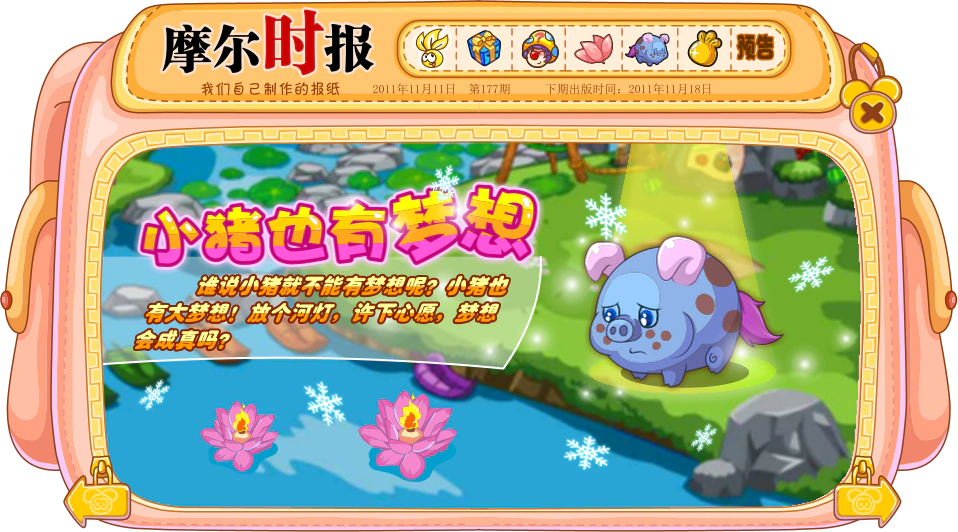 摩尔时报
预告
我们自己制作的报纸 2011年11月11日 第177期 下期出版时间：2011年11月18日
小猪也有梦想
谁说小猪就不能有梦想呢？小猪也
有大梦想！放个河灯，许下心愿，梦想
会成真吗？